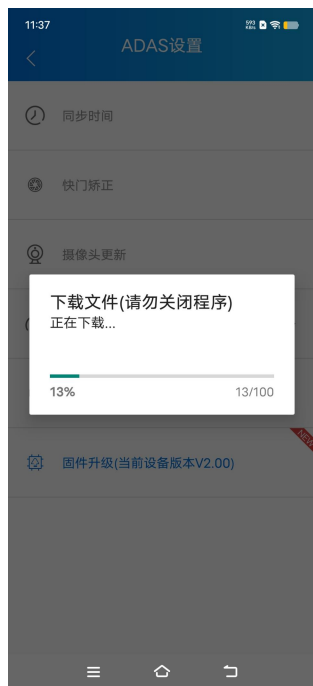 11:37
593
ADAS设置
同步时间
快门矫正
摄像头更新
下载文件(请勿关闭程序)
正在下载...
13%
13/100
固件升级(当前设备版本V2.00)
NEW